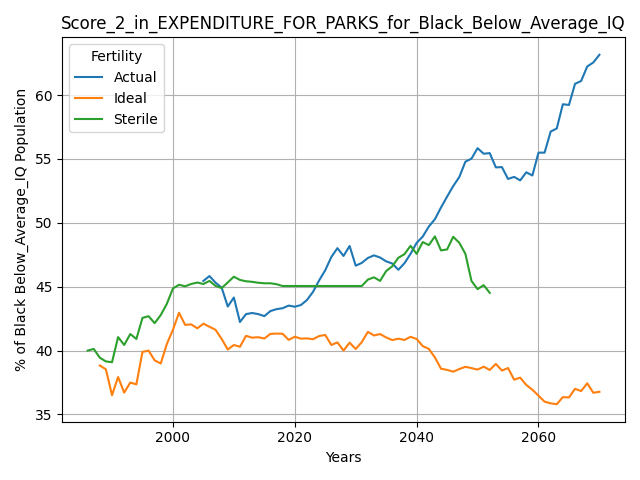 Score_2_in_EXPENDITURE_FOR_PARKS_for_Black_Below_Average_IQ
Fertility
Actual
Ideal
Sterile
% of Black Below_Average_IQ Population
60
55
50
45
40
35
2000
2020
2040
2060
Years